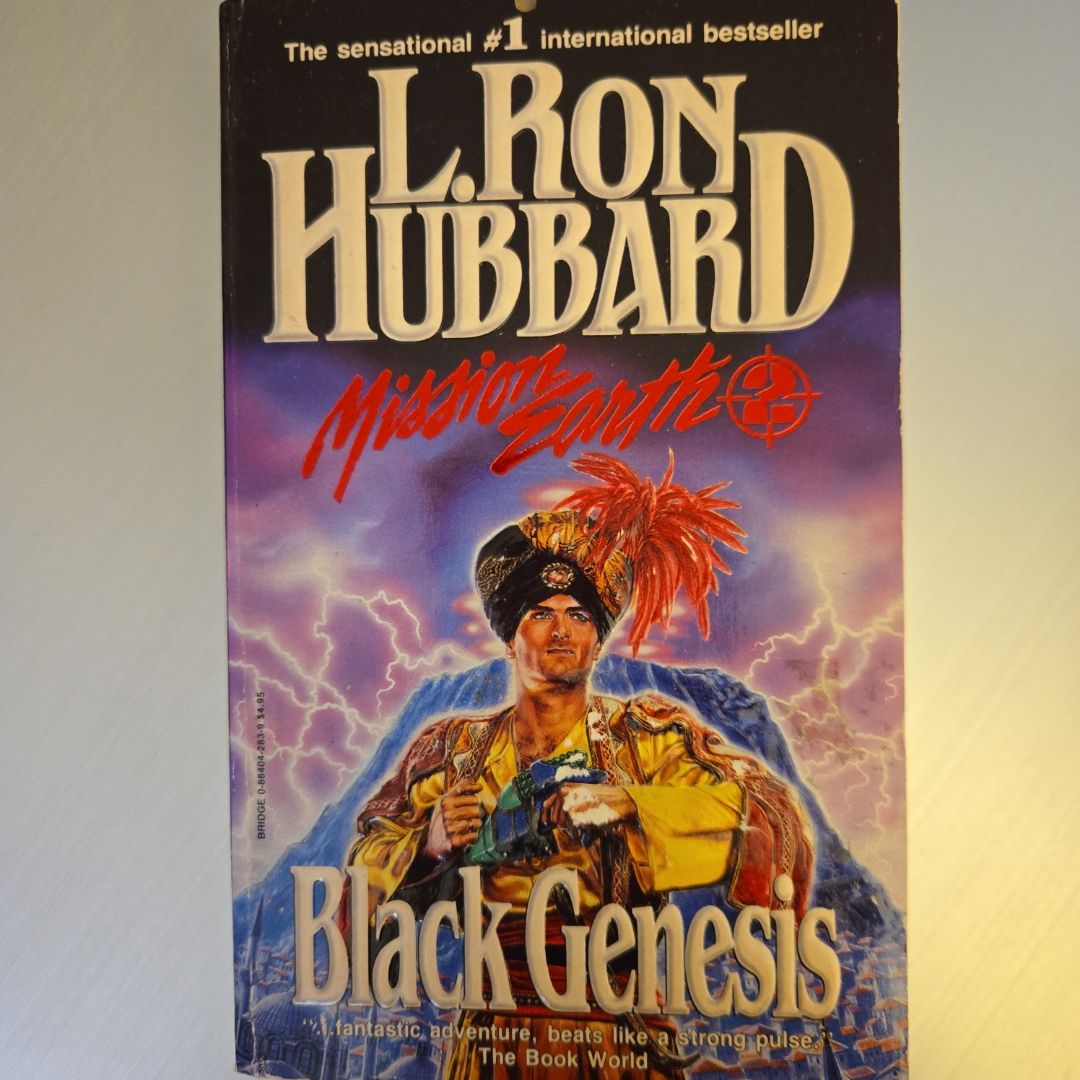 The sensational #1 international bestseller
L. RON
HUBBARD
Mission
Earth 2
BRIDGE 0-88404-283-9 $4.95
Black Genesis
"...fantastic adventure, beats like a strong pulse."
The Book World